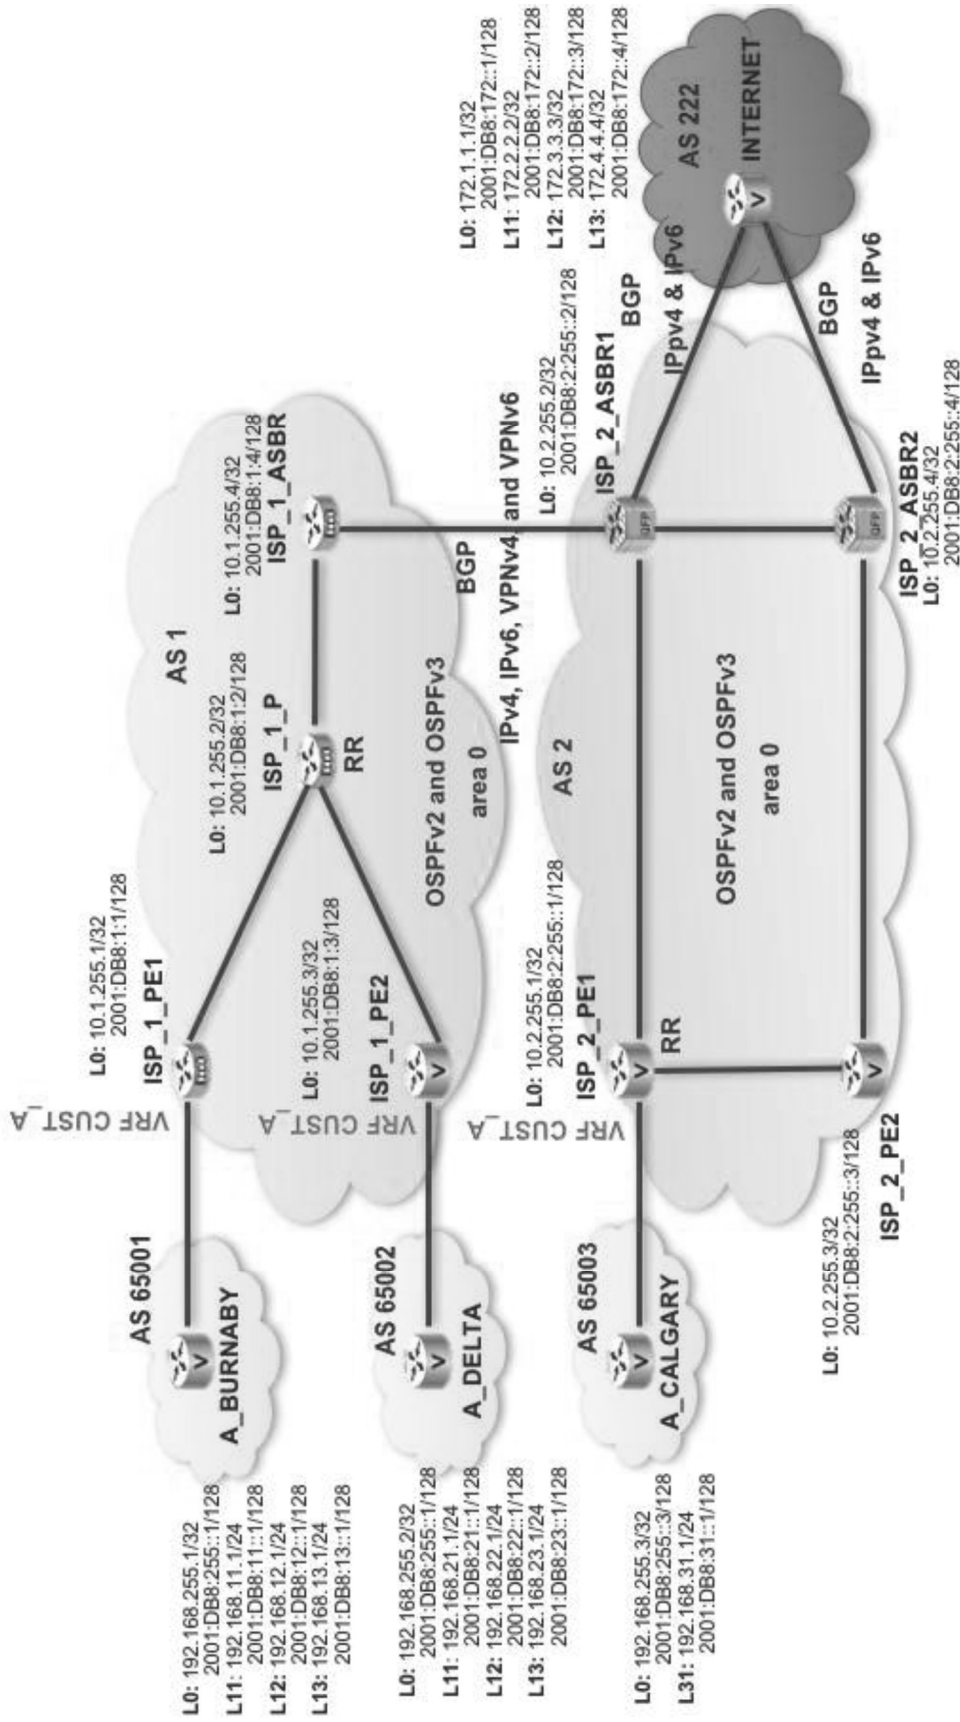 L0: 192.168.255.1/32
2001:DB8:255::1/128
L11: 192.168.11.1/24
2001:DB8:11::1/128
L12: 192.168.12.1/24
2001:DB8:12::1/128
L13: 192.168.13.1/24
2001:DB8:13::1/128
AS 65001
A_BURNABY
VRF CUST_A
L0: 10.1.255.1/32
2001:DB8:1:1/128
ISP_1_PE1
AS 1
L0: 10.1.255.2/32
2001:DB8:1:2/128
ISP_1_P
RR
L0: 10.1.255.4/32
2001:DB8:1:4/128
ISP_1_ASBR
L0: 192.168.255.2/32
2001:DB8:255::1/128
L11: 192.168.21.1/24
2001:DB8:21::1/128
L12: 192.168.22.1/24
2001:DB8:22::1/128
L13: 192.168.23.1/24
2001:DB8:23::1/128
AS 65002
A_DELTA
VRF CUST_A
L0: 10.1.255.3/32
2001:DB8:1:3/128
ISP_1_PE2
OSPFv2 and OSPFv3
area 0
BGP
IPv4, IPv6, VPNv4, and VPNv6
L0: 172.1.1.1/32
2001:DB8:172::1/128
L11: 172.2.2.2/32
2001:DB8:172::2/128
L12: 172.3.3.3/32
2001:DB8:172::3/128
L13: 172.4.4.4/32
2001:DB8:172::4/128
L0: 192.168.255.3/32
2001:DB8:255::3/128
L31: 192.168.31.1/24
2001:DB8:31::1/128
AS 65003
A_CALGARY
VRF CUST_A
L0: 10.2.255.1/32
2001:DB8:2:255::1/128
ISP_2_PE1
RR
AS 2
L0: 10.2.255.2/32
2001:DB8:2:255::2/128
ISP_2_ASBR1
QFP
BGP
IPpv4 & IPv6
AS 222
INTERNET
OSPFv2 and OSPFv3
area 0
BGP
IPpv4 & IPv6
L0: 10.2.255.3/32
2001:DB8:2:255::3/128
ISP_2_PE2
QFP
ISP_2_ASBR2
L0: 10.2.255.4/32
2001:DB8:2:255::4/128
V
V
V
V
V
V
V